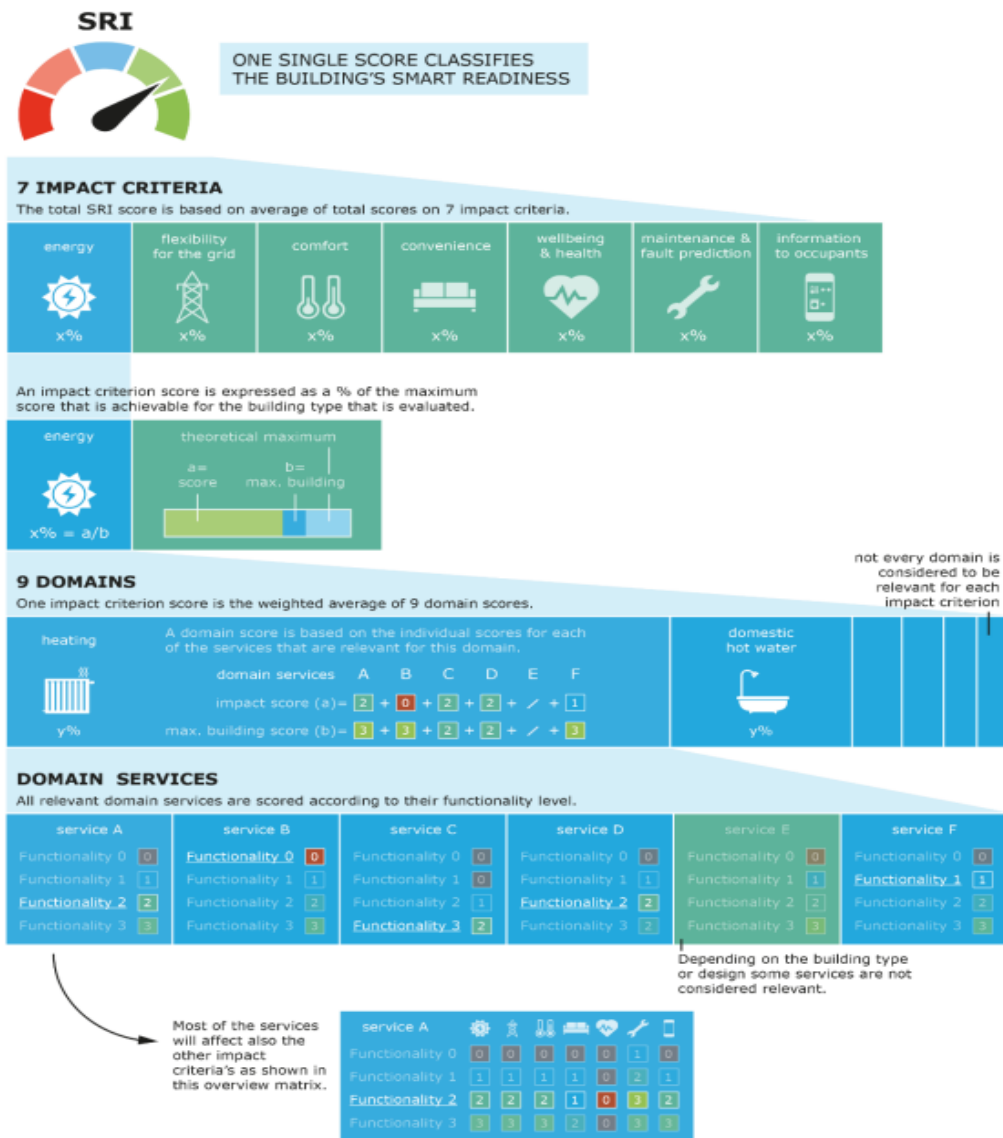 SRI
ONE SINGLE SCORE CLASSIFIES
THE BUILDING'S SMART READINESS
7 IMPACT CRITERIA
The total SRI score is based on average of total scores on 7 impact criteria.
energy
x%
flexibility
for the grid
x%
comfort
x%
convenience
x%
wellbeing
& health
x%
maintenance &
fault prediction
x%
information
to occupants
x%
An impact criterion score is expressed as a % of the maximum
score that is achievable for the building type that is evaluated.
energy
x% = a/b
theoretical maximum
a=
score
b=
max. building
not every domain is
considered to be
relevant for each
impact criterion
9 DOMAINS
One impact criterion score is the weighted average of 9 domain scores.
heating
y%
A domain score is based on the individual scores for each
of the services that are relevant for this domain.
domain services A B C D E F
impact score (a)= 2 + 0 + 2 + 2 + / + 1
max. building score (b)= 3 + 3 + 2 + 2 + / + 3
domestic
hot water
y%
DOMAIN SERVICES
All relevant domain services are scored according to their functionality level.
service A
Functionality 0 0
Functionality 1 1
Functionality 2 2
Functionality 3 3
service B
Functionality 0 0
Functionality 1 1
Functionality 2 2
Functionality 3 3
service C
Functionality 0 0
Functionality 1 0
Functionality 2 1
Functionality 3 2
service D
Functionality 0 0
Functionality 1 1
Functionality 2 2
Functionality 3 2
service E
Functionality 0 0
Functionality 1 1
Functionality 2 2
Functionality 3 3
service F
Functionality 0 0
Functionality 1 1
Functionality 2 2
Functionality 3 3
Depending on the building type
or design some services are not
considered relevant.
Most of the services
will affect also the
other impact
criteria's as shown in
this overview matrix.
service A
Functionality 0 0 0 0 0 0 1 0
Functionality 1 1 1 1 1 0 2 1
Functionality 2 2 2 2 1 0 3 2
Functionality 3 3 3 3 2 0 3 3